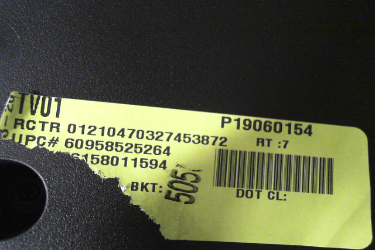 TV01
P19060154
RCTR 01210470327453872
UPC# 60958525264
RT :7
6158011594
BKT: 505
DOT CL: